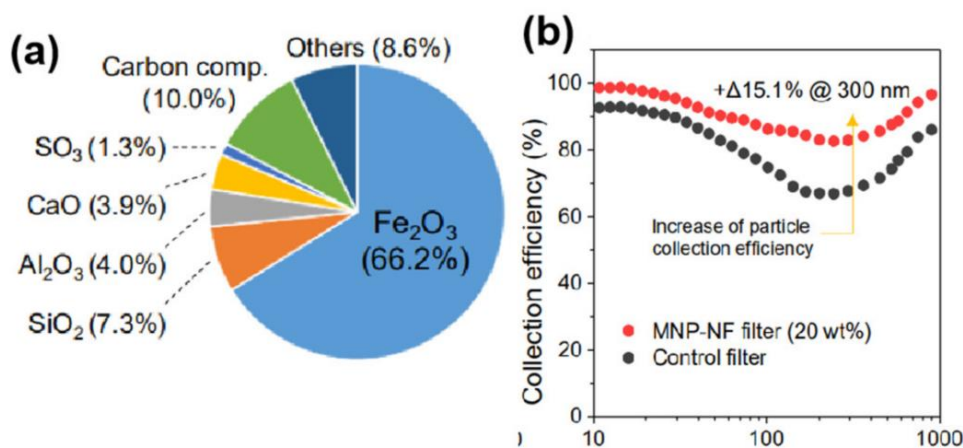 (a)
Others (8.6%)
Carbon comp.
(10.0%)
SO₃ (1.3%)
CaO (3.9%)
Al₂O₃ (4.0%)
SiO₂ (7.3%)
Fe₂O₃
(66.2%)
(b)
Collection efficiency (%)
100
80
60
40
20
0
+Δ15.1% @ 300 nm
Increase of particle
collection efficiency
MNP-NF filter (20 wt%)
Control filter
10
100
1000